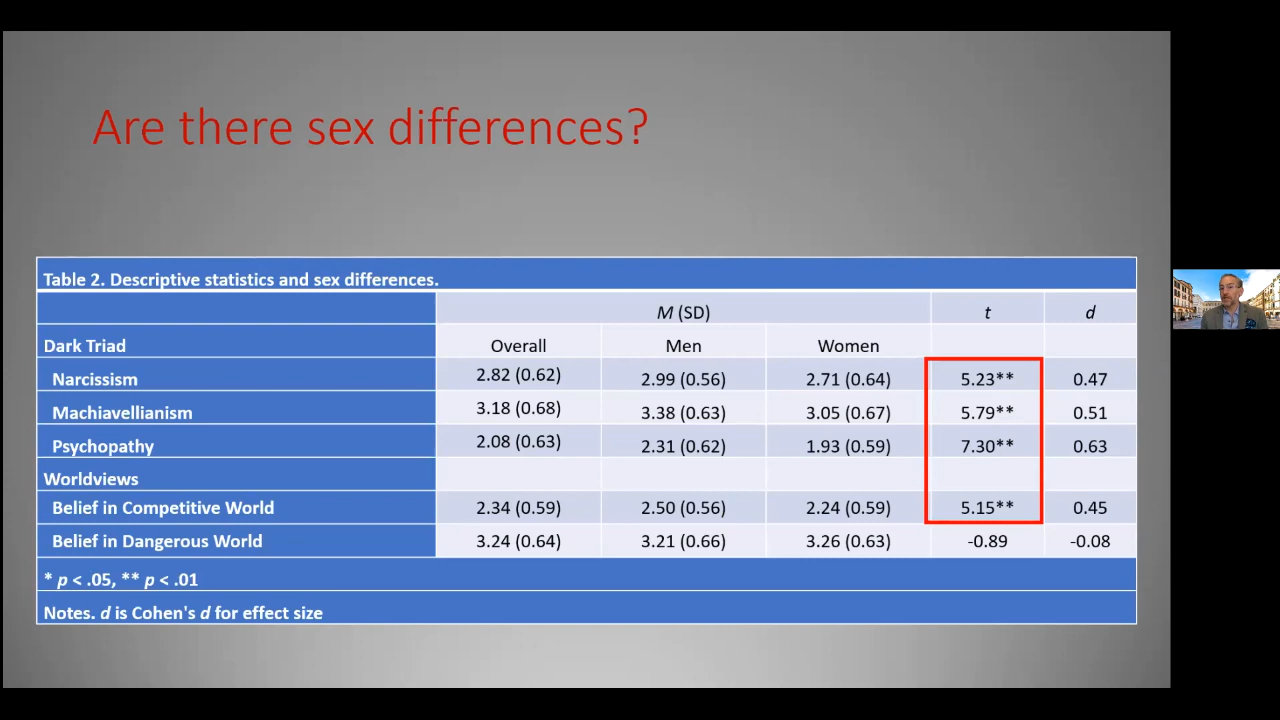 Are there sex differences?
Table 2. Descriptive statistics and sex differences.
M (SD) t d
Dark Triad Overall Men Women
Narcissism 2.82 (0.62) 2.99 (0.56) 2.71 (0.64) 5.23** 0.47
Machiavellianism 3.18 (0.68) 3.38 (0.63) 3.05 (0.67) 5.79** 0.51
Psychopathy 2.08 (0.63) 2.31 (0.62) 1.93 (0.59) 7.30** 0.63
Worldviews
Belief in Competitive World 2.34 (0.59) 2.50 (0.56) 2.24 (0.59) 5.15** 0.45
Belief in Dangerous World 3.24 (0.64) 3.21 (0.66) 3.26 (0.63) -0.89 -0.08
* p < .05, ** p < .01
Notes. d is Cohen's d for effect size